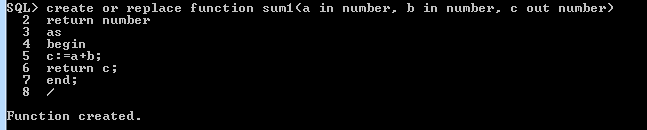 SQL> create or replace function sum1(a in number, b in number, c out number)
2 return number
3 as
4 begin
5 c:=a+b;
6 return c;
7 end;
8 /
Function created.